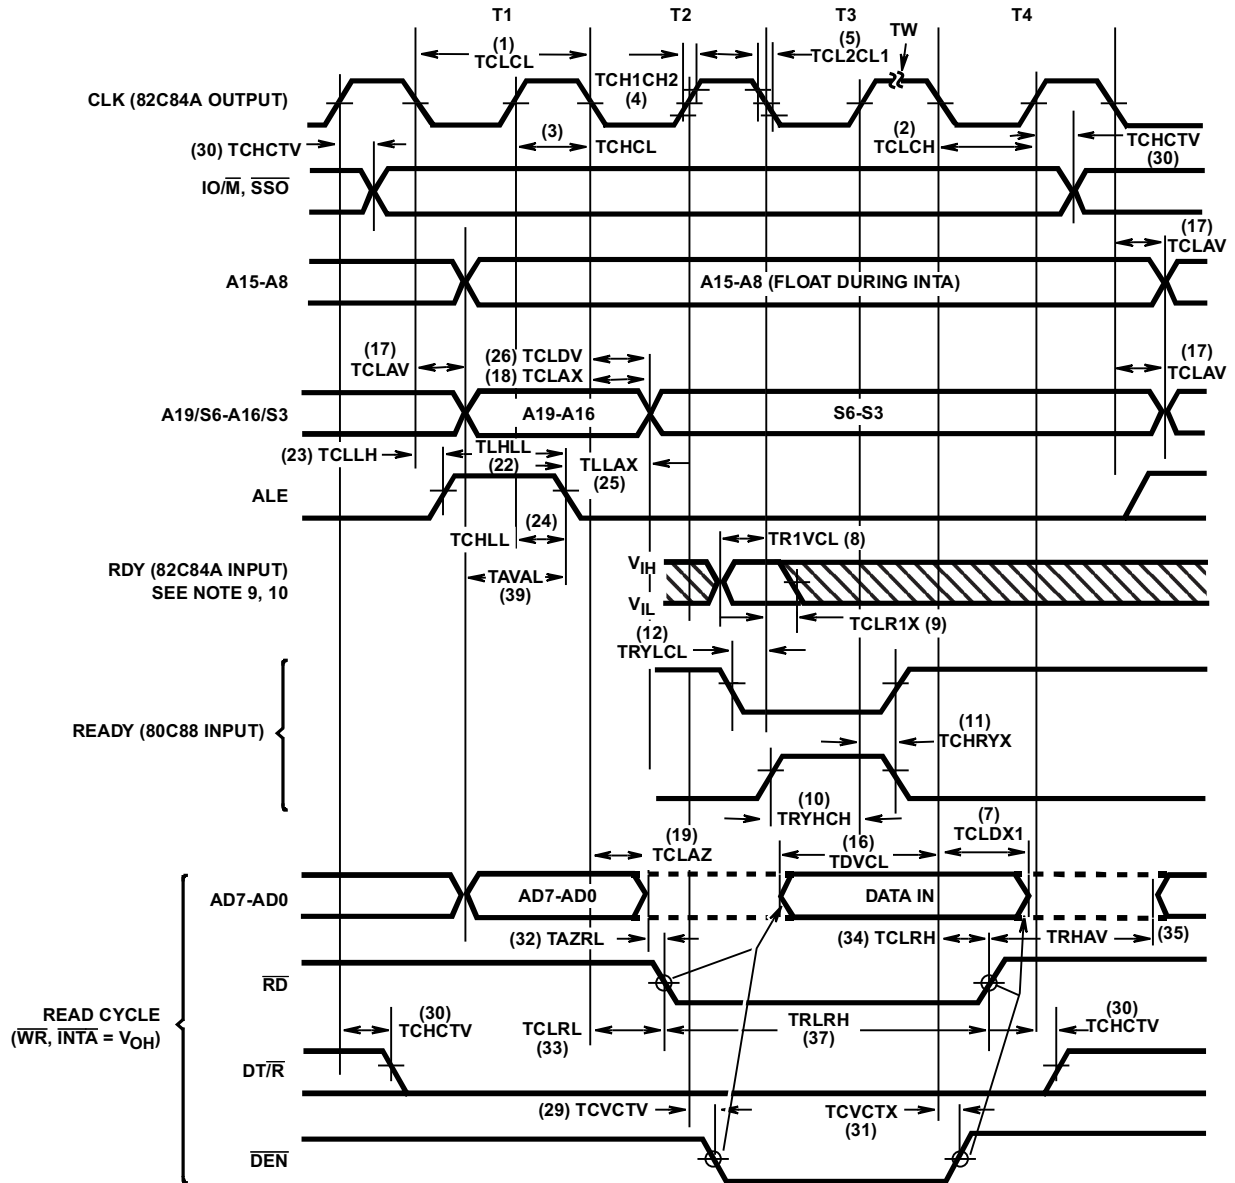 T1
T2
T3
T4
(1)
TCLCL
TCH1CH2
(4)
(5)
TCL2CL1
TW
CLK (82C84A OUTPUT)
(3)
TCHCL
(2)
TCLCH
(30) TCHCTV
TCHCTV
(30)
IO/M̅, S̅S̅O̅
(17)
TCLAV
A15-A8
A15-A8 (FLOAT DURING INTA)
(17)
TCLAV
(26) TCLDV
(18) TCLAX
(17)
TCLAV
A19/S6-A16/S3
A19-A16
S6-S3
(23) TCLLH
TLHLL
(22)
TLLAX
(25)
ALE
TCHLL
(24)
TR1VCL (8)
RDY (82C84A INPUT)
SEE NOTE 9, 10
TAVAL
(39)
VIH
VIL
TCLR1X (9)
(12)
TRYLCL
READY (80C88 INPUT)
(11)
TCHRYX
(10)
TRYHCH
(7)
TCLDX1
(19)
TCLAZ
(16)
TDVCL
AD7-AD0
AD7-AD0
DATA IN
(32) TAZRL
(34) TCLRH
TRHAV
(35)
R̅D̅
READ CYCLE
(W̅R̅, I̅N̅T̅A̅ = VOH)
(30)
TCHCTV
TCLRL
(33)
TRLRH
(37)
(30)
TCHCTV
DT/R̅
(29) TCVCTV
TCVCTX
(31)
D̅E̅N̅